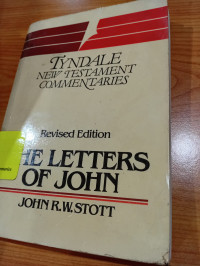 TYNDALE
NEW TESTAMENT
COMMENTARIES
Revised Edition
HE LETTERS
OF JOHN
JOHN R.W. STOTT